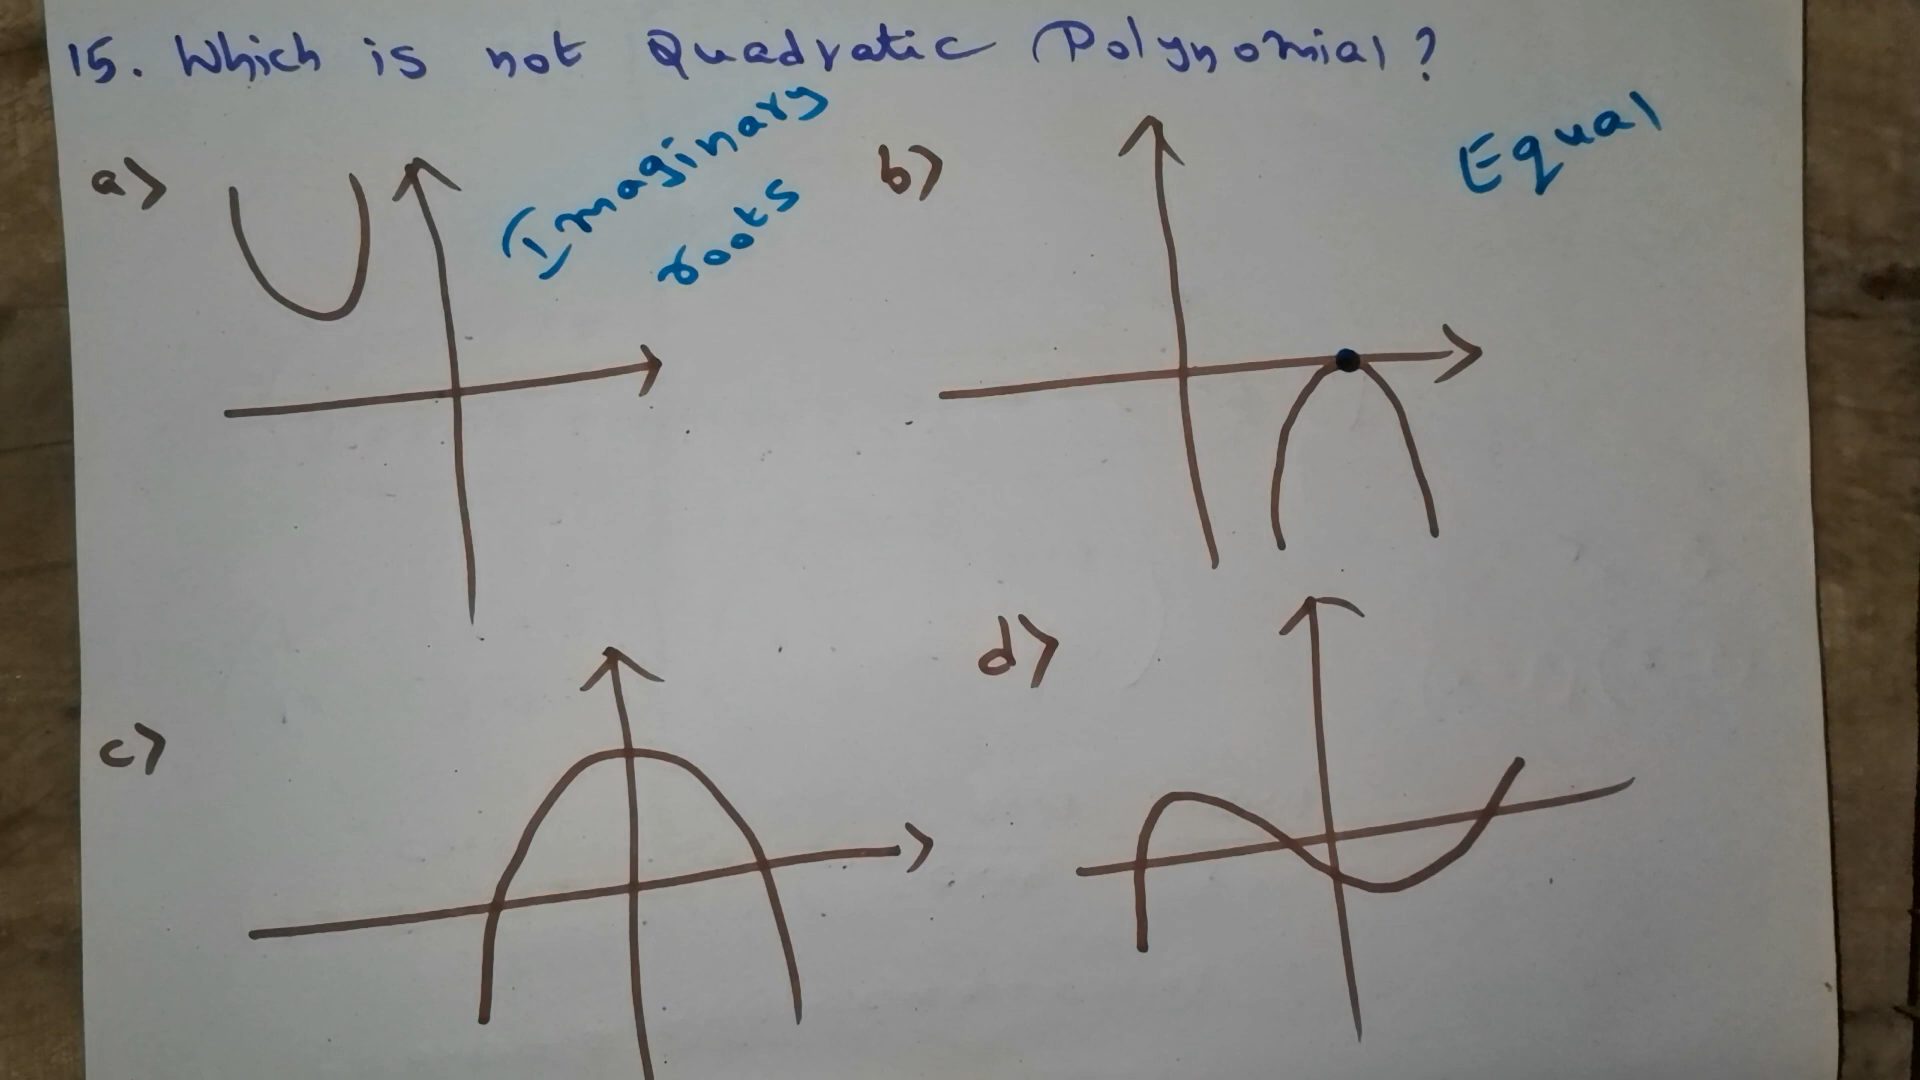 15. Which is not Quadratic Polynomial?
a)
Imaginary
roots
b)
Equal
c)
d)